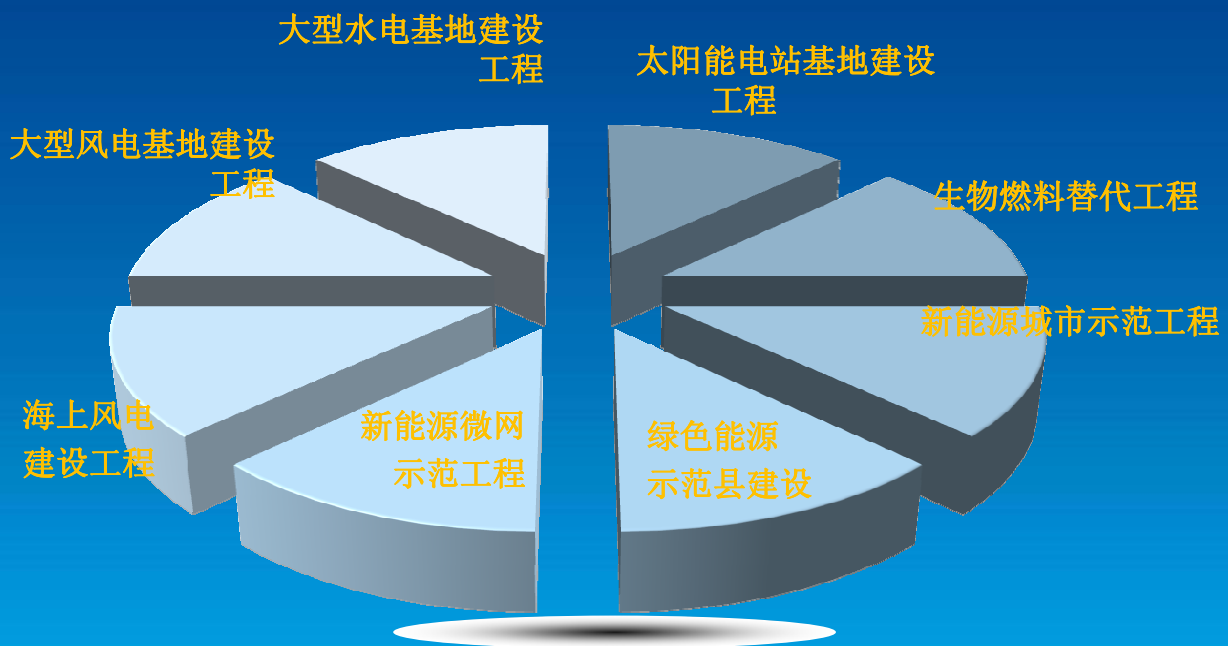 大型水电基地建设
工程
太阳能电站基地建设
工程
大型风电基地建设
工程
生物燃料替代工程
新能源城市示范工程
海上风电
建设工程
新能源微网
示范工程
绿色能源
示范县建设